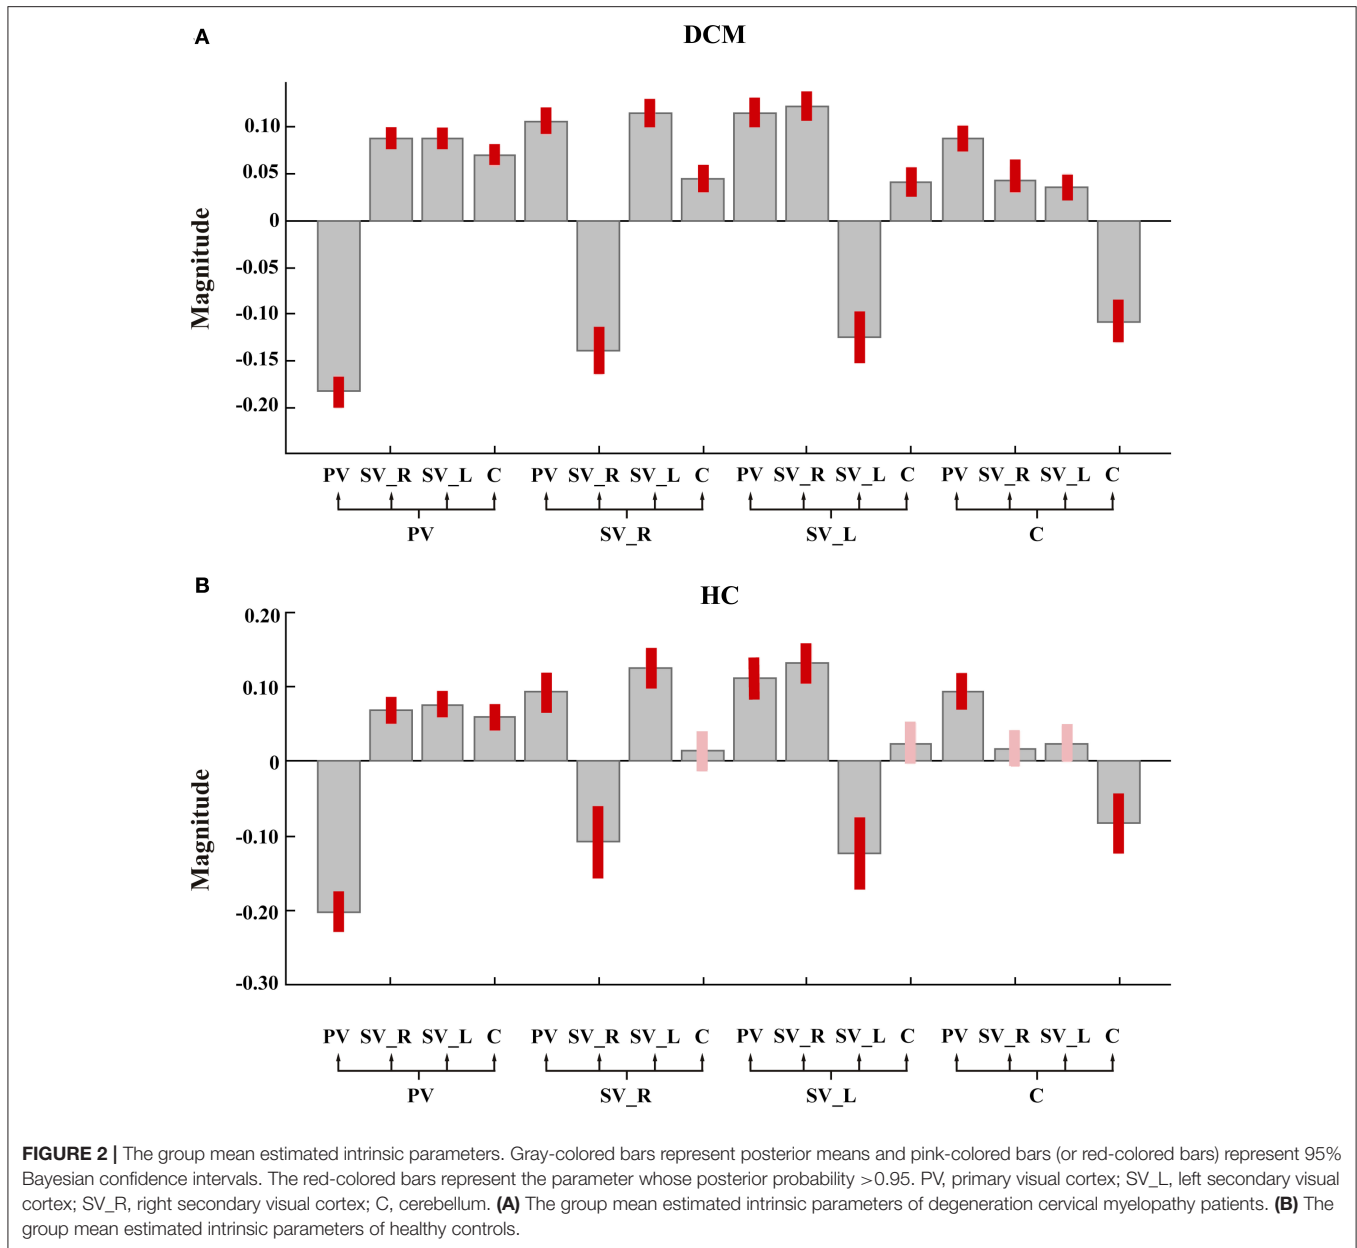 A
DCM
0.10
0.05
0
-0.05
-0.10
-0.15
-0.20
Magnitude
PV SV_R SV_L C PV SV_R SV_L C PV SV_R SV_L C PV SV_R SV_L C
PV SV_R SV_L C
B
HC
0.20
0.10
0
-0.10
-0.20
-0.30
Magnitude
PV SV_R SV_L C PV SV_R SV_L C PV SV_R SV_L C PV SV_R SV_L C
PV SV_R SV_L C
FIGURE 2 | The group mean estimated intrinsic parameters. Gray-colored bars represent posterior means and pink-colored bars (or red-colored bars) represent 95%
Bayesian confidence intervals. The red-colored bars represent the parameter whose posterior probability >0.95. PV, primary visual cortex; SV_L, left secondary visual
cortex; SV_R, right secondary visual cortex; C, cerebellum. (A) The group mean estimated intrinsic parameters of degeneration cervical myelopathy patients. (B) The
group mean estimated intrinsic parameters of healthy controls.